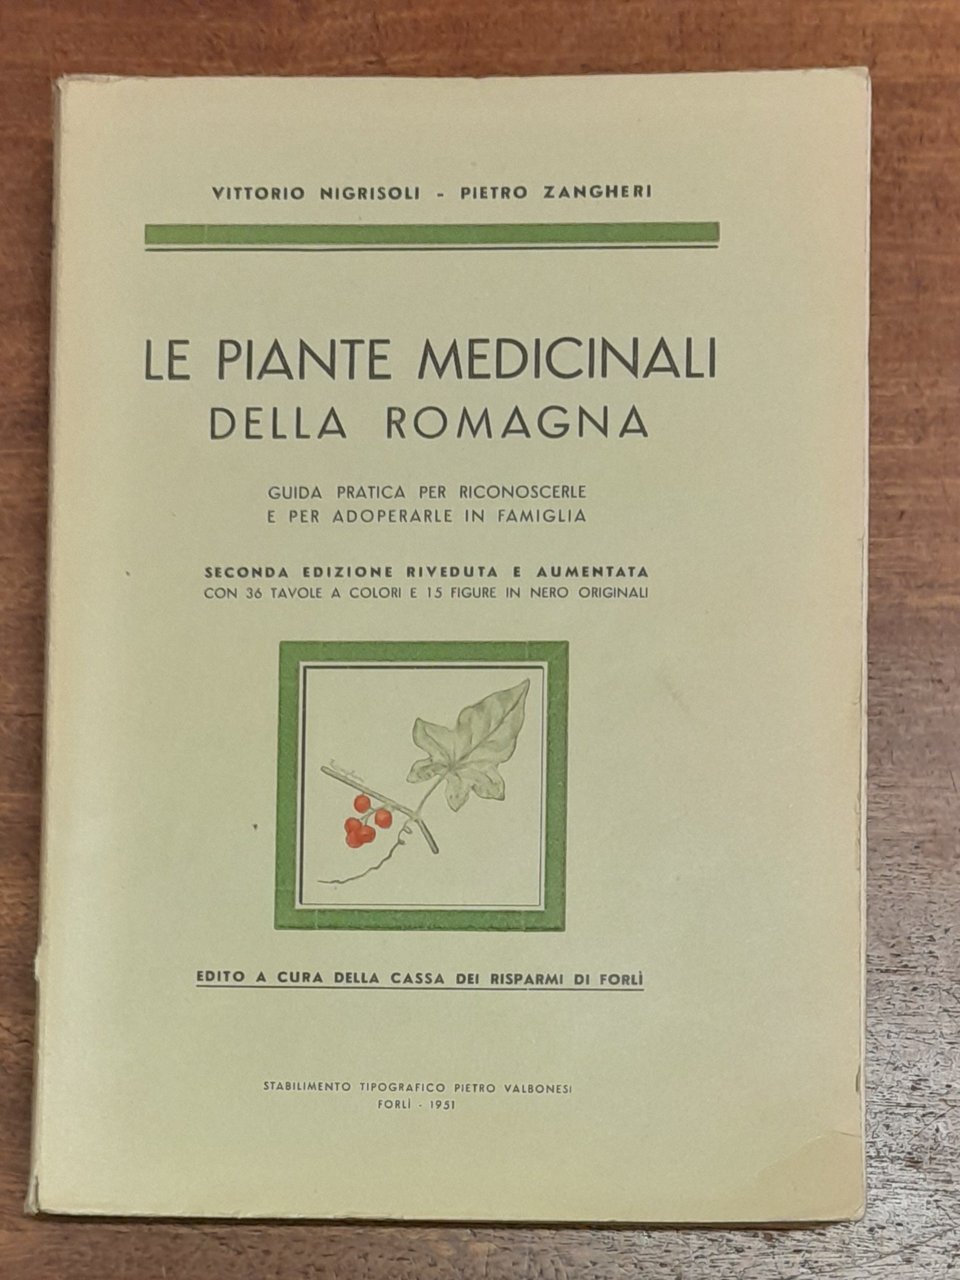 VITTORIO NIGRISOLI - PIETRO ZANGHERI
LE PIANTE MEDICINALI
DELLA ROMAGNA
GUIDA PRATICA PER RICONOSCERLE
E PER ADOPERARLE IN FAMIGLIA
SECONDA EDIZIONE RIVEDUTA E AUMENTATA
CON 36 TAVOLE A COLORI E 15 FIGURE IN NERO ORIGINALI
EDITO A CURA DELLA CASSA DEI RISPARMI DI FORLÌ
STABILIMENTO TIPOGRAFICO PIETRO VALBONESI
FORLÌ - 1951